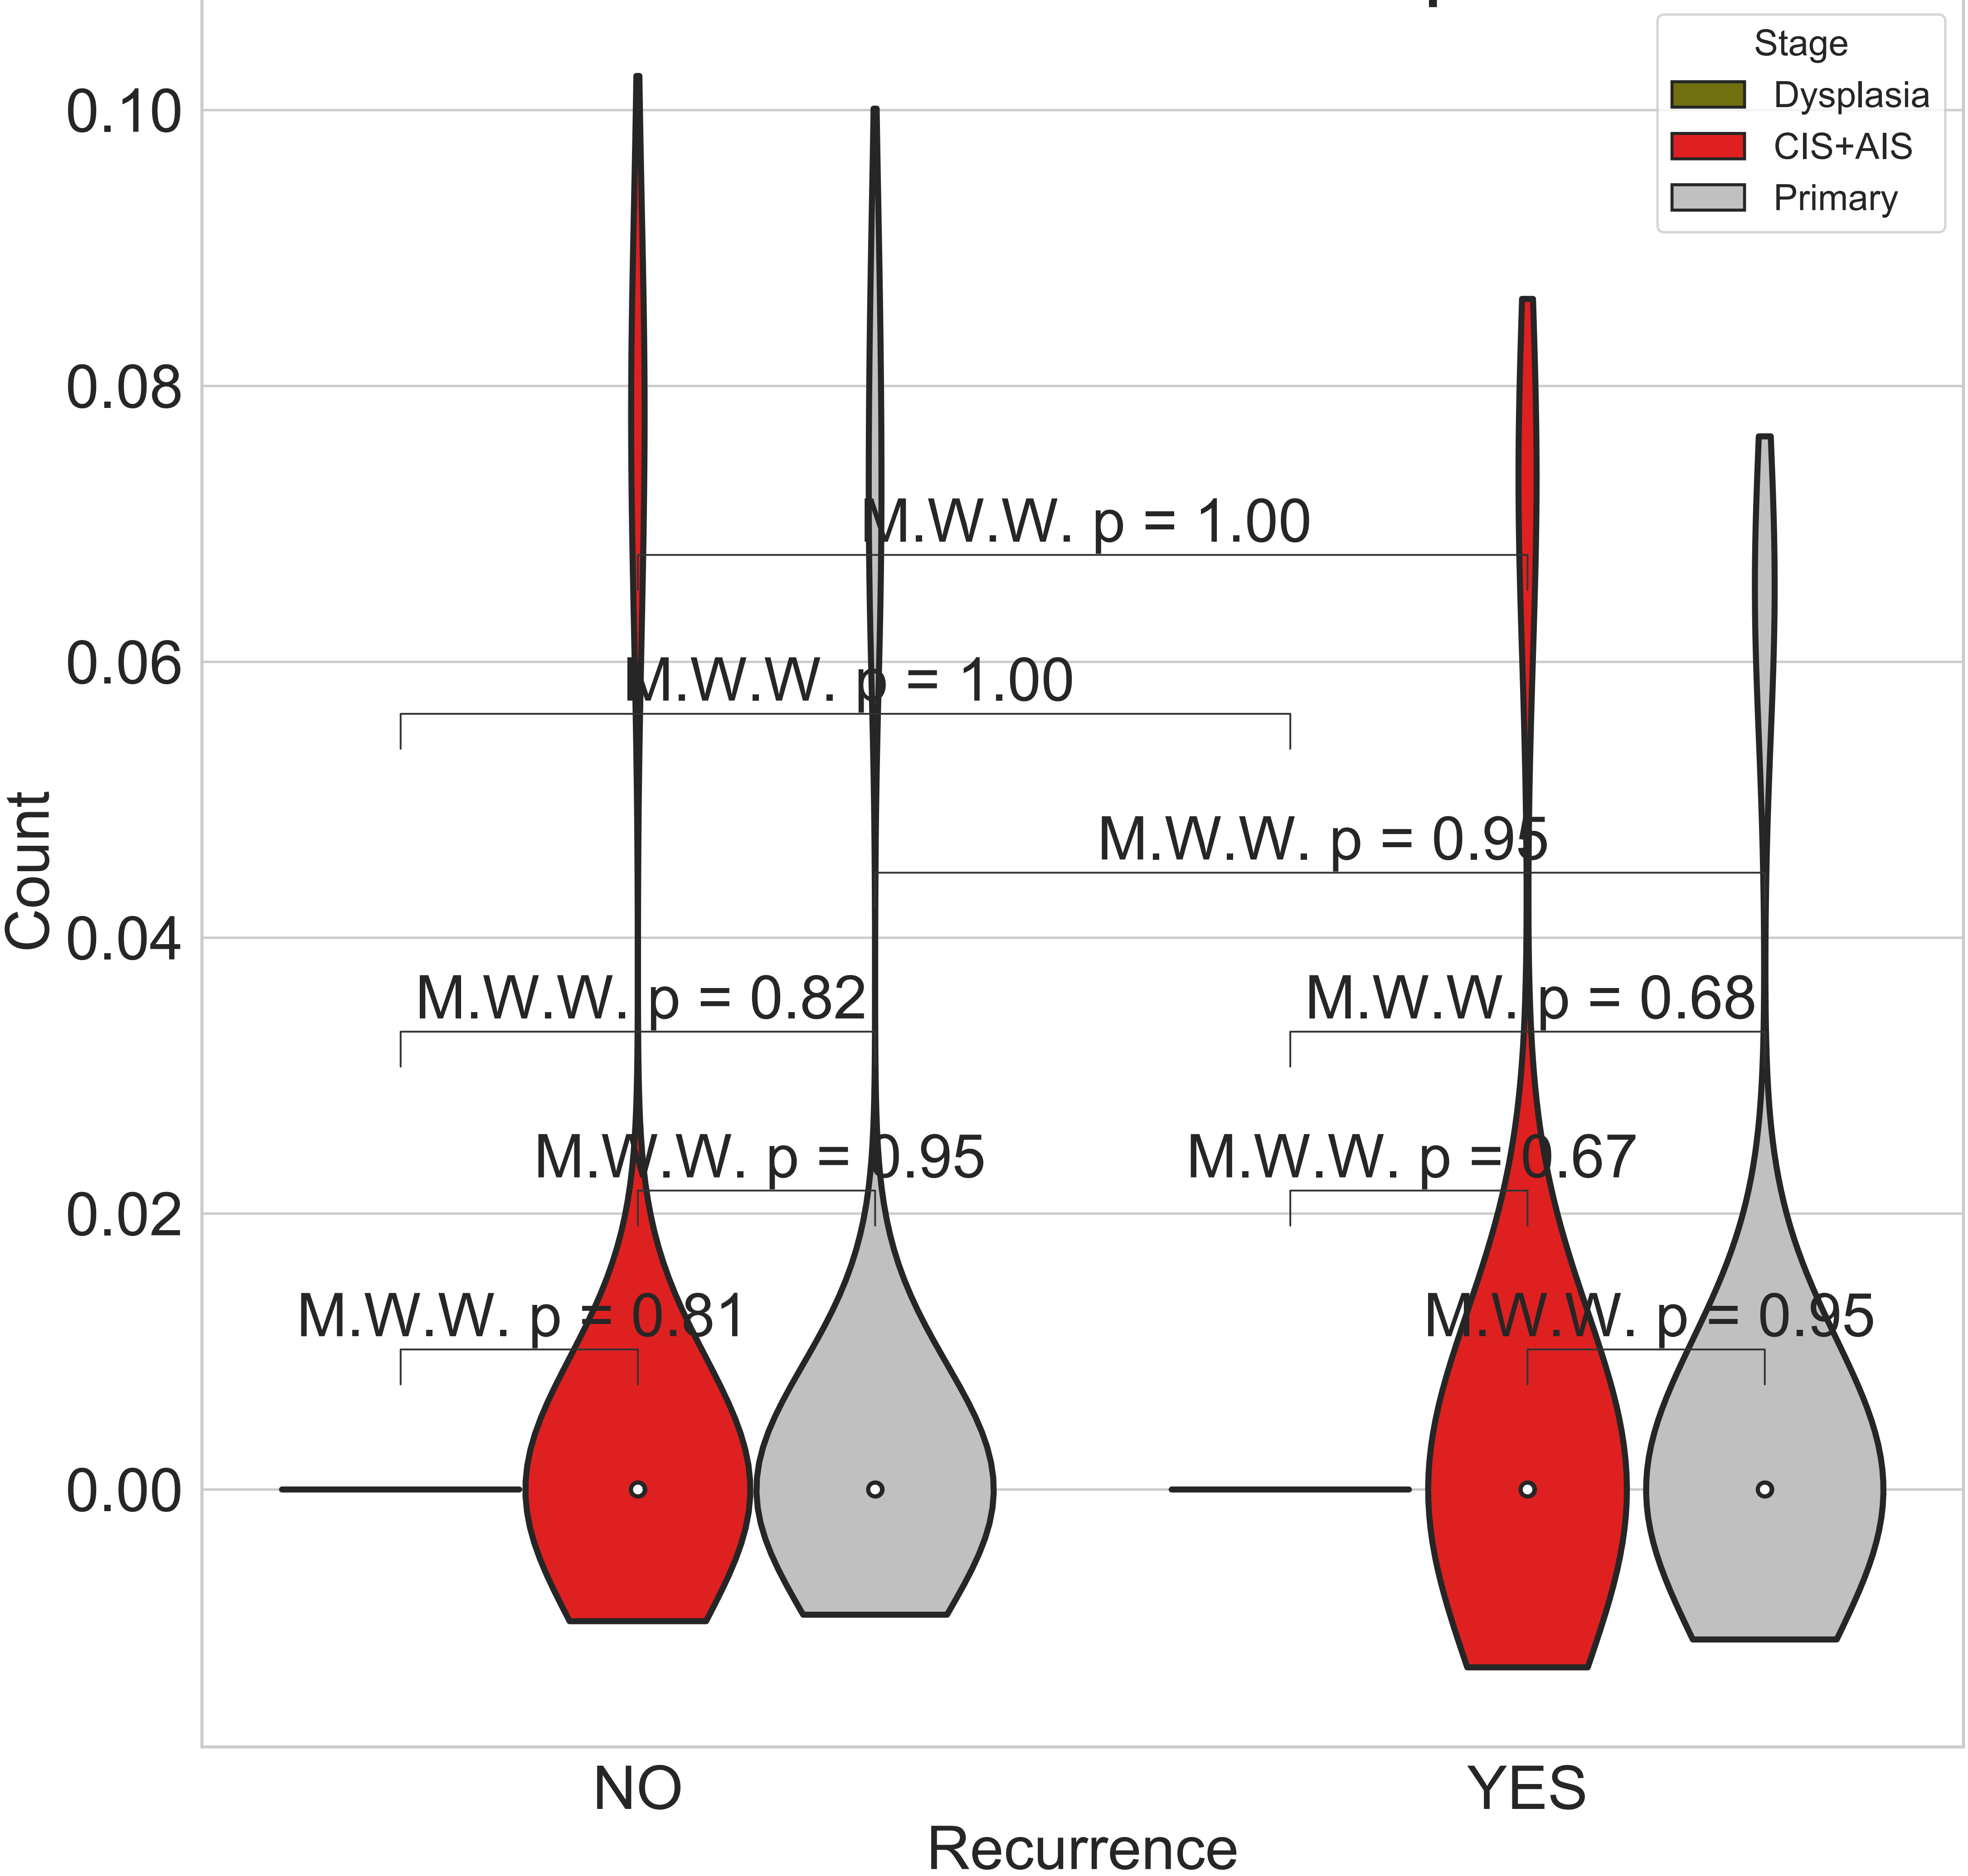 Stage
Dysplasia
CIS+AIS
Primary
0.10
0.08
0.06
0.04
0.02
0.00
Count
M.W.W. p = 1.00
M.W.W. p = 1.00
M.W.W. p = 0.95
M.W.W. p = 0.82
M.W.W. p = 0.68
M.W.W. p = 0.95
M.W.W. p = 0.67
M.W.W. p = 0.81
M.W.W. p = 0.95
NO
YES
Recurrence